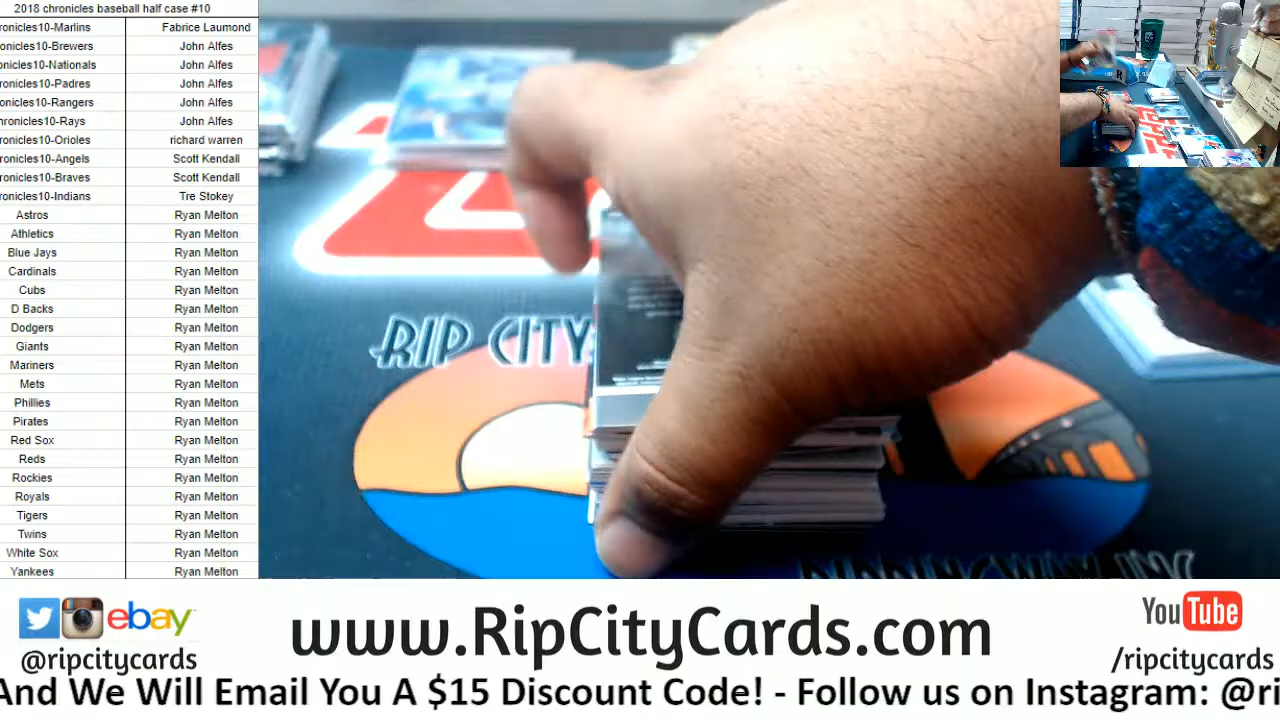 2018 chronicles baseball half case #10
ronicles10-Marlins Fabrice Laumond
onicles10-Brewers John Alfes
onicles10-Nationals John Alfes
onicles10-Padres John Alfes
onicles10-Rangers John Alfes
hronicles10-Rays John Alfes
ronicles10-Orioles richard warren
hronicles10-Angels Scott Kendall
hronicles10-Braves Scott Kendall
ronicles10-Indians Tre Stokey
Astros Ryan Melton
Athletics Ryan Melton
Blue Jays Ryan Melton
Cardinals Ryan Melton
Cubs Ryan Melton
D Backs Ryan Melton
Dodgers Ryan Melton
Giants Ryan Melton
Mariners Ryan Melton
Mets Ryan Melton
Phillies Ryan Melton
Pirates Ryan Melton
Red Sox Ryan Melton
Reds Ryan Melton
Rockies Ryan Melton
Royals Ryan Melton
Tigers Ryan Melton
Twins Ryan Melton
White Sox Ryan Melton
Yankees Ryan Melton
RIP CITY
ebay
@ripcitycards
www.RipCityCards.com
YouTube
/ripcitycards
And We Will Email You A $15 Discount Code! - Follow us on Instagram: @ri